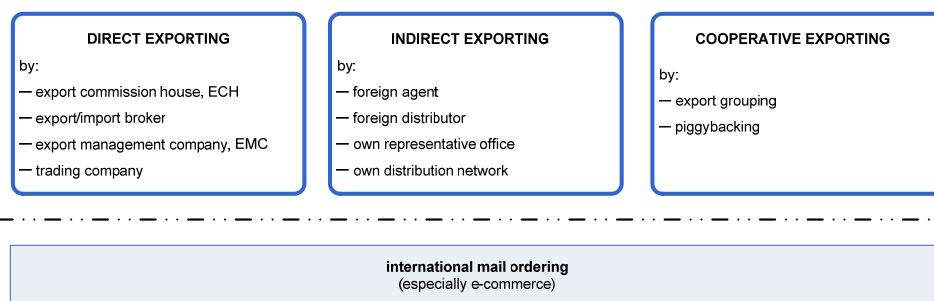 DIRECT EXPORTING
by:
— export commission house, ECH
— export/import broker
— export management company, EMC
— trading company
INDIRECT EXPORTING
by:
— foreign agent
— foreign distributor
— own representative office
— own distribution network
COOPERATIVE EXPORTING
by:
— export grouping
— piggybacking
international mail ordering
(especially e-commerce)